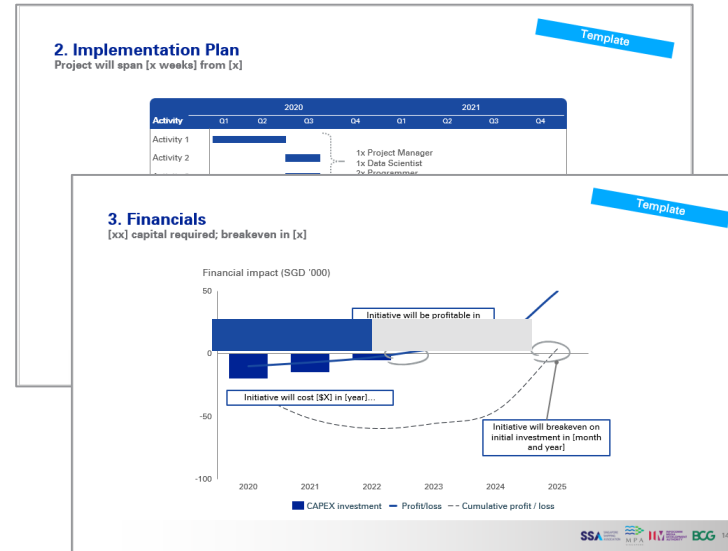 Template
2. Implementation Plan
Project will span [x weeks] from [x]
2020 2021
Activity Q1 Q2 Q3 Q4 Q1 Q2 Q3 Q4
Activity 1
Activity 2
1x Project Manager
1x Data Scientist
2x Programmer
Template
3. Financials
[xx] capital required; breakeven in [x]
Financial impact (SGD '000)
50
Initiative will be profitable in
0
Initiative will cost [$X] in [year]...
-50
Initiative will breakeven on
initial investment in [month
and year]
-100
2020 2021 2022 2023 2024 2025
CAPEX investment Profit/loss Cumulative profit / loss
SSA MPA BCG